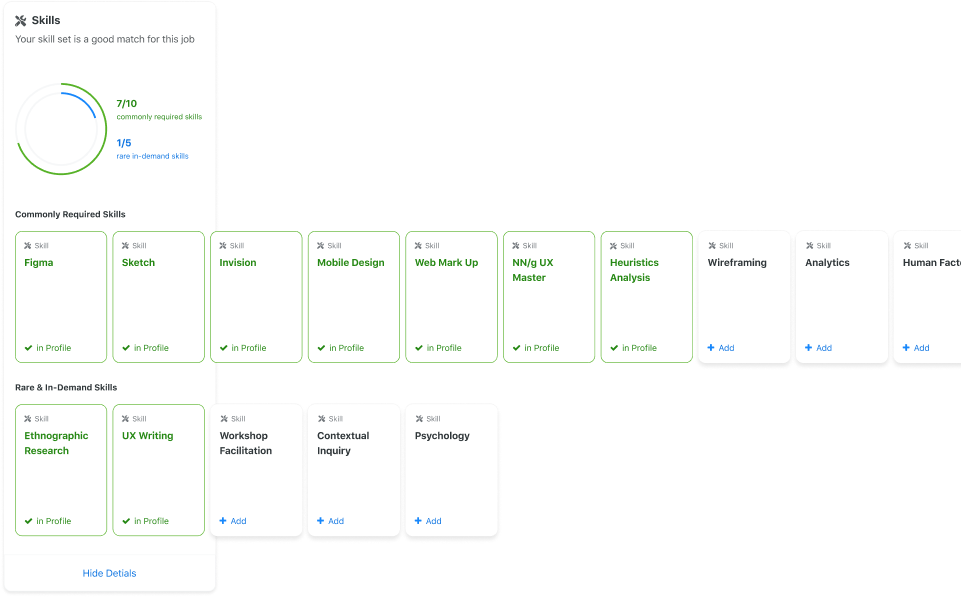 Skills
Your skill set is a good match for this job
7/10
commonly required skills
1/5
rare in-demand skills
Commonly Required Skills
Skill
Figma
in Profile
Skill
Sketch
in Profile
Skill
Invision
in Profile
Skill
Mobile Design
in Profile
Skill
Web Mark Up
in Profile
Skill
NN/g UX
Master
in Profile
Skill
Heuristics
Analysis
in Profile
Skill
Wireframing
Add
Skill
Analytics
Add
Skill
Human Facto
Add
Rare & In-Demand Skills
Skill
Ethnographic
Research
in Profile
Skill
UX Writing
in Profile
Skill
Workshop
Facilitation
Add
Skill
Contextual
Inquiry
Add
Skill
Psychology
Add
Hide Detials